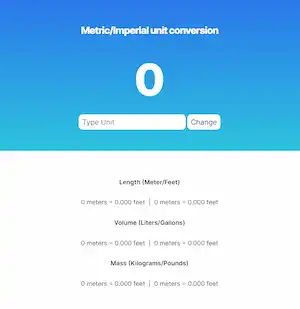 Metric/Imperial unit conversion
0
Type Unit Change
Length (Meter/Feet)
0 meters = 0.000 feet | 0 meters = 0.000 feet
Volume (Liters/Gallons)
0 meters = 0.000 feet | 0 meters = 0.000 feet
Mass (Kilograms/Pounds)
0 meters = 0.000 feet | 0 meters = 0.000 feet